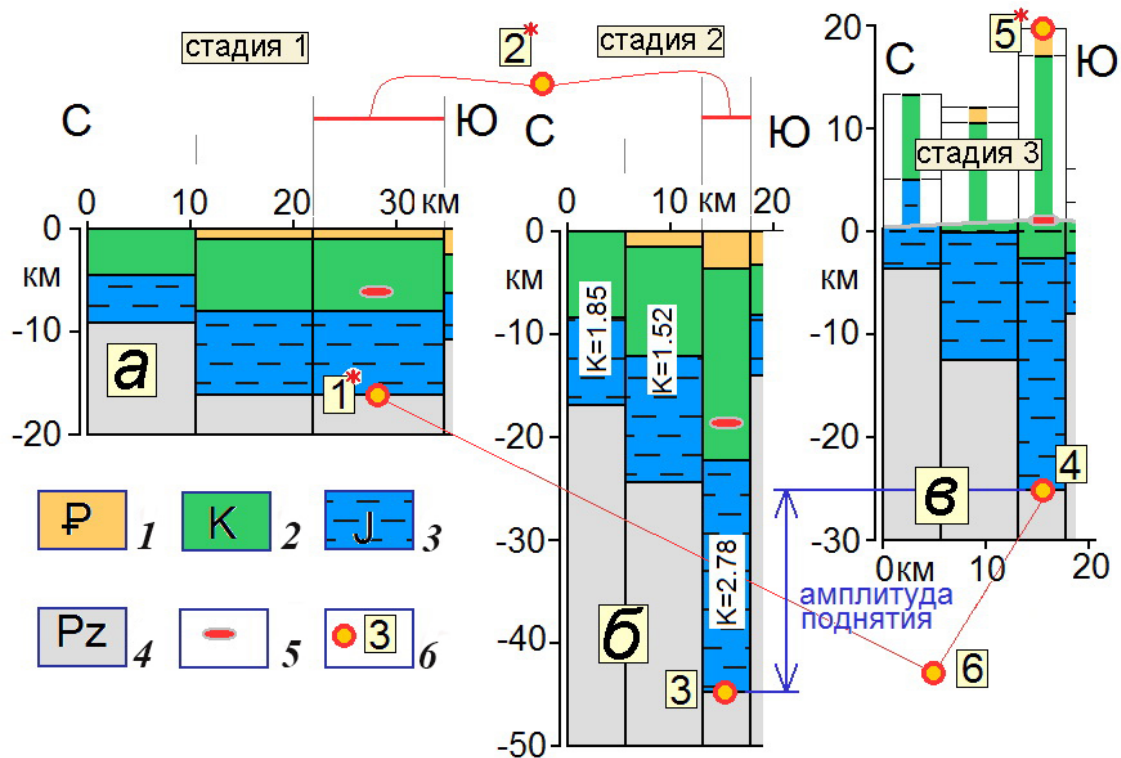 стадия 1
2*
стадия 2
С
Ю
0
10
20
30 км
0
км
-10
-20
а
1*
С
Ю
0
10
км
20
0
км
-10
-20
-30
-40
-50
К=1.85
К=1.52
К=2.78
б
3
амплитуда
поднятия
20
10
0
км
-10
-20
-30
С
5*
Ю
стадия 3
в
4
0
км
10
20
6
₽ 1
К 2
J 3
Pz 4
5
3 6